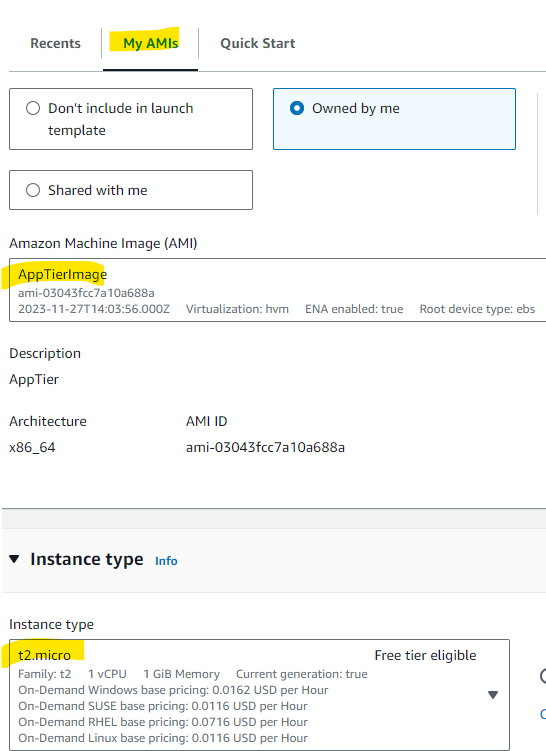 Recents My AMIs Quick Start
Don't include in launch
template
Owned by me
Shared with me
Amazon Machine Image (AMI)
AppTierImage
ami-03043fcc7a10a688a
2023-11-27T14:03:56.000Z Virtualization: hvm ENA enabled: true Root device type: ebs
Description
AppTier
Architecture AMI ID
x86_64 ami-03043fcc7a10a688a
Instance type Info
Instance type
t2.micro Free tier eligible
Family: t2 1 vCPU 1 GiB Memory Current generation: true
On-Demand Windows base pricing: 0.0162 USD per Hour
On-Demand SUSE base pricing: 0.0116 USD per Hour
On-Demand RHEL base pricing: 0.0716 USD per Hour
On-Demand Linux base pricing: 0.0116 USD per Hour